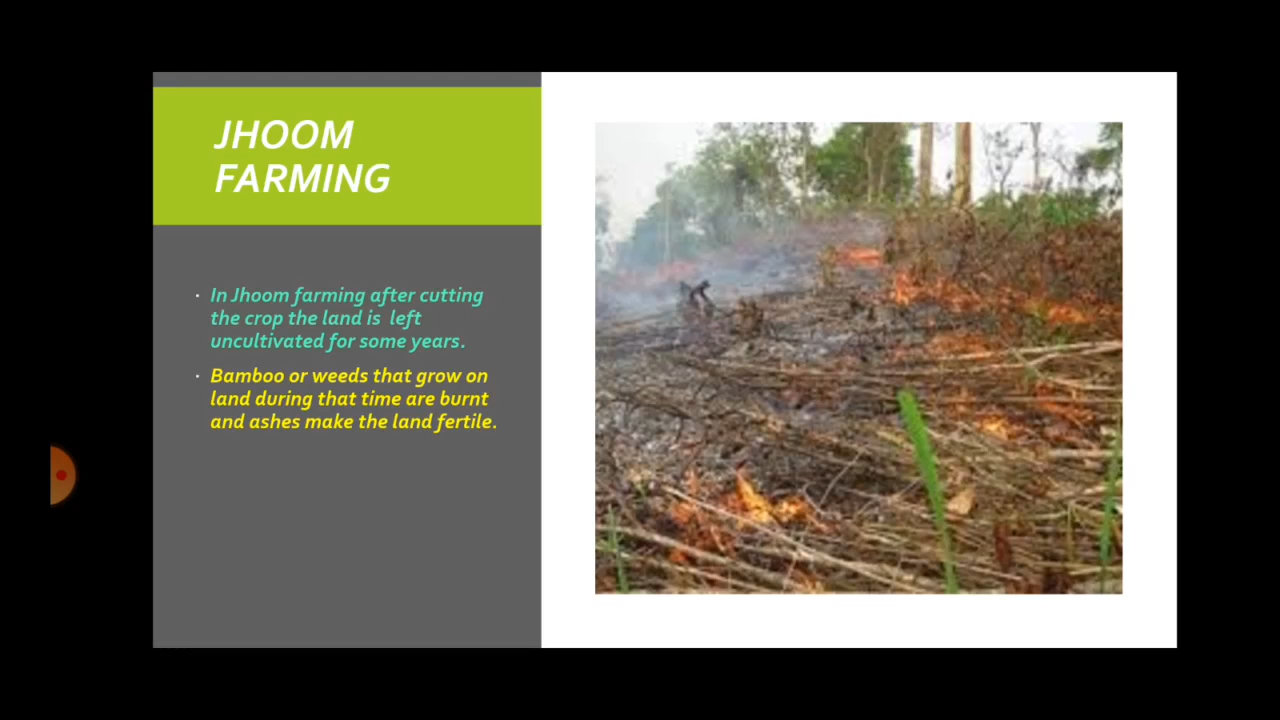 JHOOM
FARMING
· In Jhoom farming after cutting
the crop the land is left
uncultivated for some years.
· Bamboo or weeds that grow on
land during that time are burnt
and ashes make the land fertile.